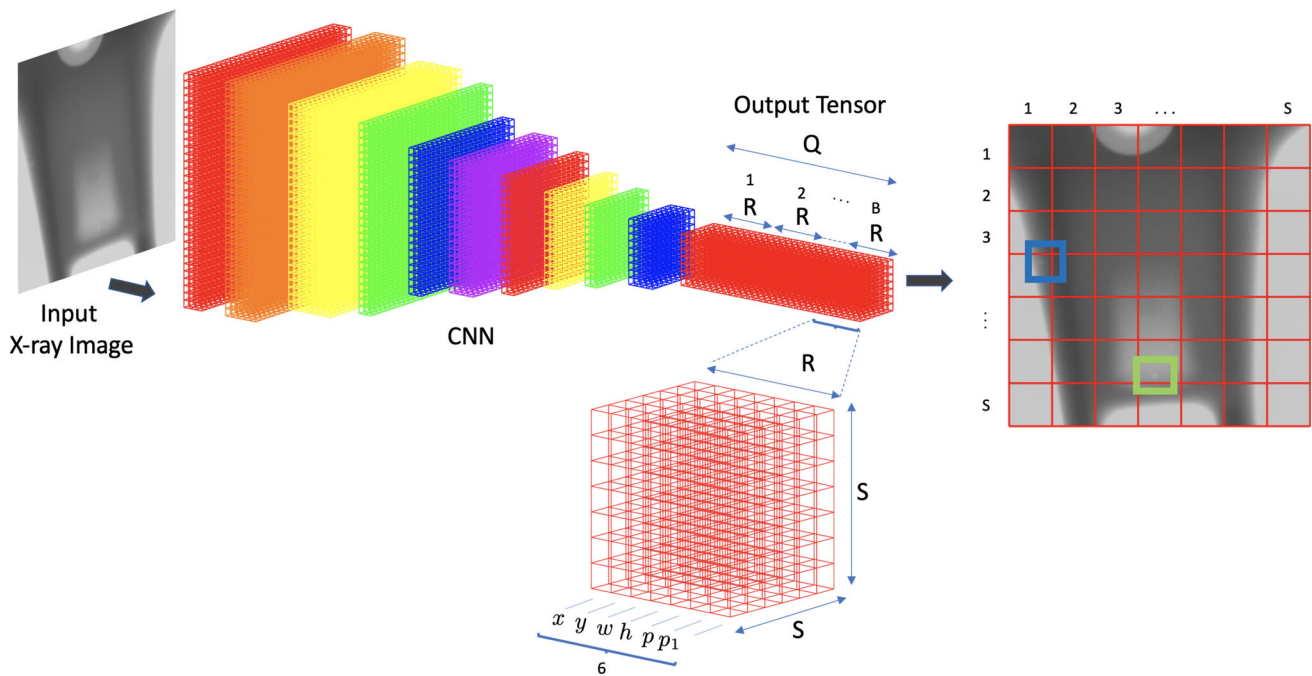 Input
X-ray Image
CNN
Output Tensor
Q
1 2 ... B
R R R
R
S
S
x y w h p p₁
6
1 2 3 ... S
1
2
3
⋮
S